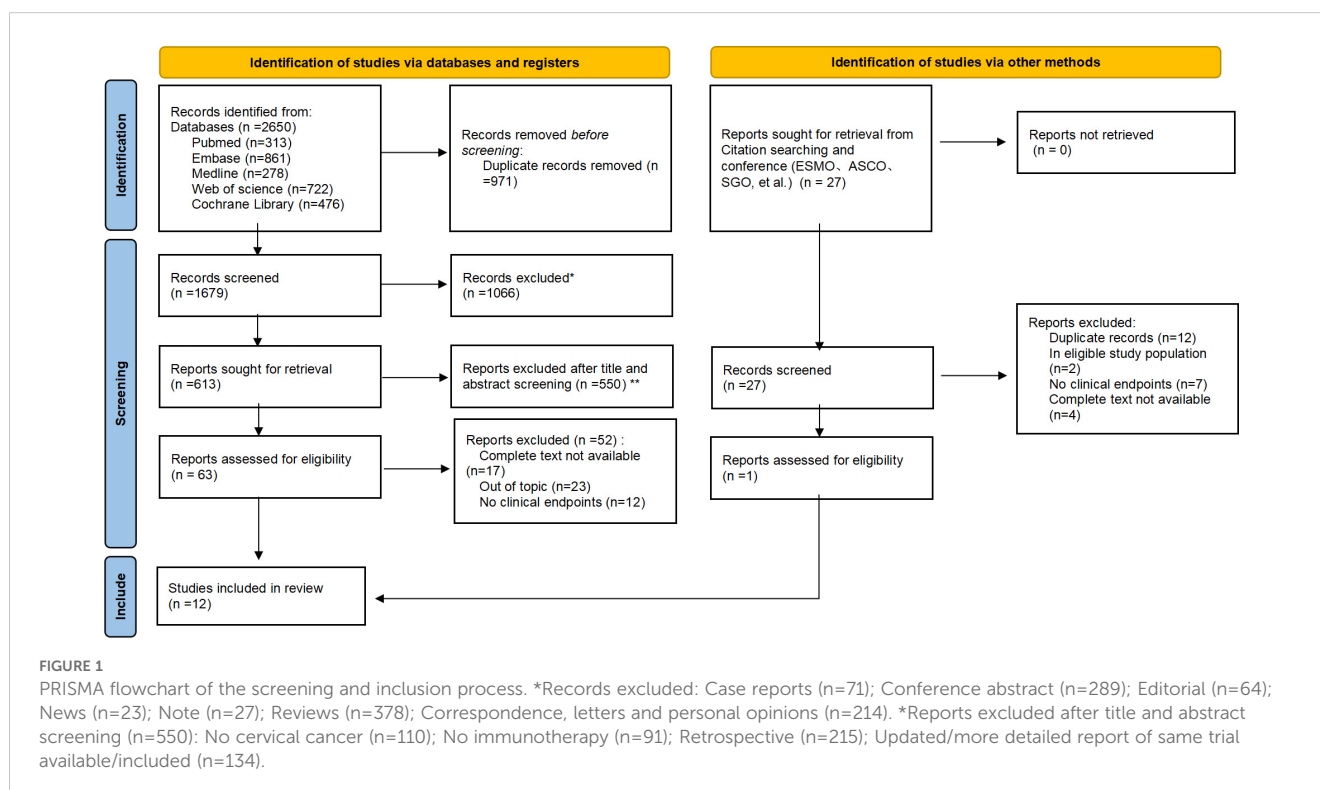 Identification of studies via databases and registers
Identification of studies via other methods
Identification
Records identified from:
Databases (n =2650)
Pubmed (n=313)
Embase (n=861)
Medline (n=278)
Web of science (n=722)
Cochrane Library (n=476)
Records removed before
screening:
Duplicate records removed (n
=971)
Reports sought for retrieval from
Citation searching and
conference (ESMO、ASCO、
SGO, et al.) (n = 27)
Reports not retrieved
(n = 0)
Screening
Records screened
(n =1679)
Records excluded*
(n =1066)
Reports sought for retrieval
(n =613)
Reports excluded after title and
abstract screening (n =550) **
Records screened
(n =27)
Reports excluded:
Duplicate records (n=12)
In eligible study population
(n=2)
No clinical endpoints (n=7)
Complete text not available
(n=4)
Reports assessed for eligibility
(n = 63)
Reports excluded (n =52) :
Complete text not available
(n=17)
Out of topic (n=23)
No clinical endpoints (n=12)
Reports assessed for eligibility
(n =1)
Include
Studies included in review
(n =12)
FIGURE 1
PRISMA flowchart of the screening and inclusion process. *Records excluded: Case reports (n=71); Conference abstract (n=289); Editorial (n=64);
News (n=23); Note (n=27); Reviews (n=378); Correspondence, letters and personal opinions (n=214). *Reports excluded after title and abstract
screening (n=550): No cervical cancer (n=110); No immunotherapy (n=91); Retrospective (n=215); Updated/more detailed report of same trial
available/included (n=134).